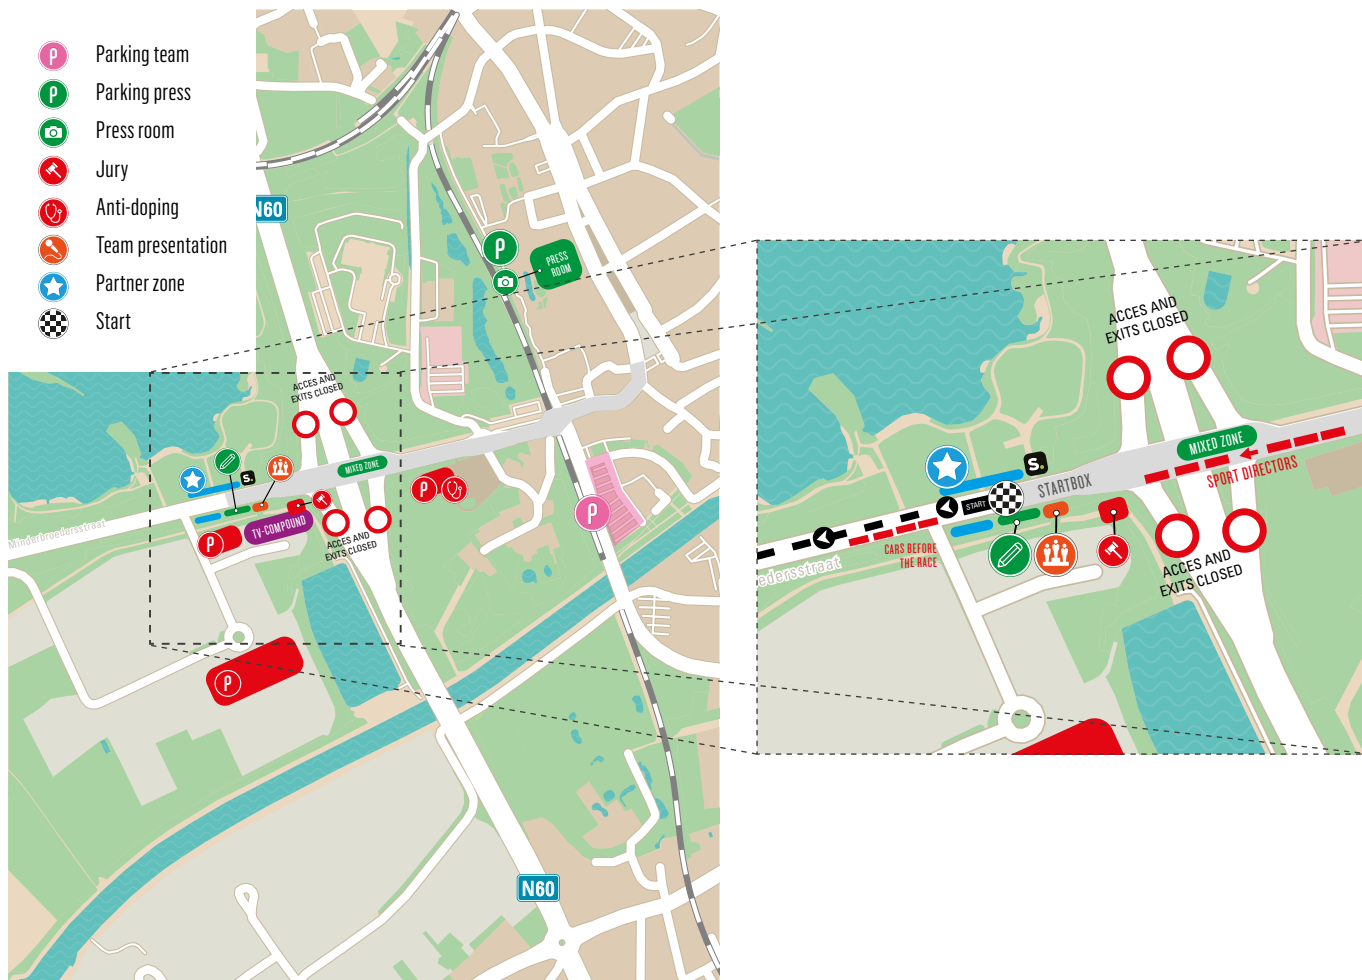 P Parking team
P Parking press
Press room
Jury
Anti-doping
Team presentation
Partner zone
Start
N60
P
PRESS
ROOM
ACCES AND
EXITS CLOSED
MIXED ZONE
S.
P
P
TV-COMPOUND
P
ACCES AND
EXITS CLOSED
Minderbroedersstraat
P
N60
ACCES AND
EXITS CLOSED
MIXED ZONE
SPORT DIRECTORS
S.
STARTBOX
START
CARS BEFORE
THE RACE
edersstraat
ACCES AND
EXITS CLOSED